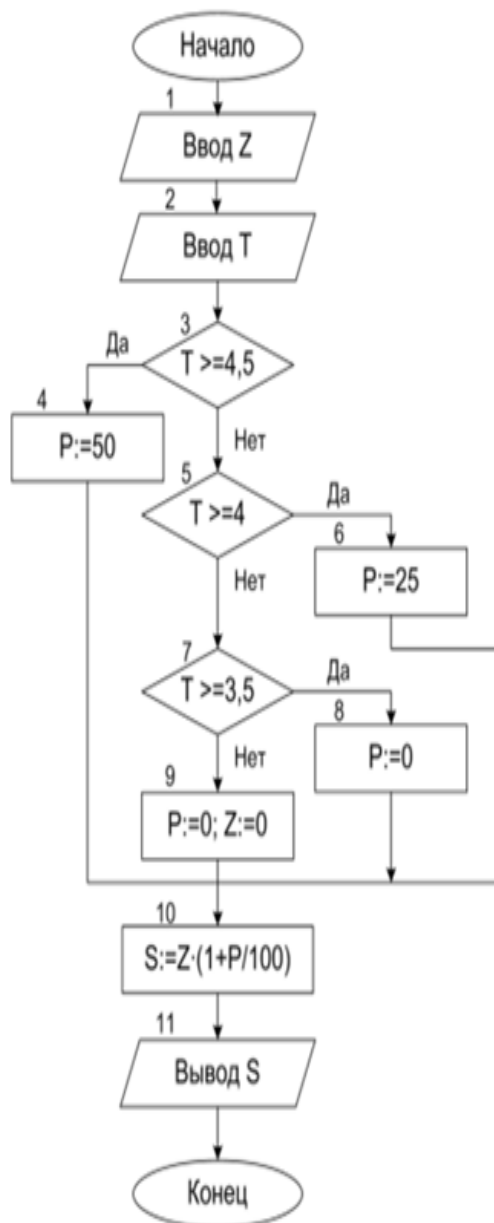 Начало
1
Ввод Z
2
Ввод T
3
Да
T >=4,5
4
P:=50
Нет
5
Да
T >=4
6
P:=25
Нет
7
Да
T >=3,5
8
P:=0
Нет
9
P:=0; Z:=0
10
S:=Z·(1+P/100)
11
Вывод S
Конец